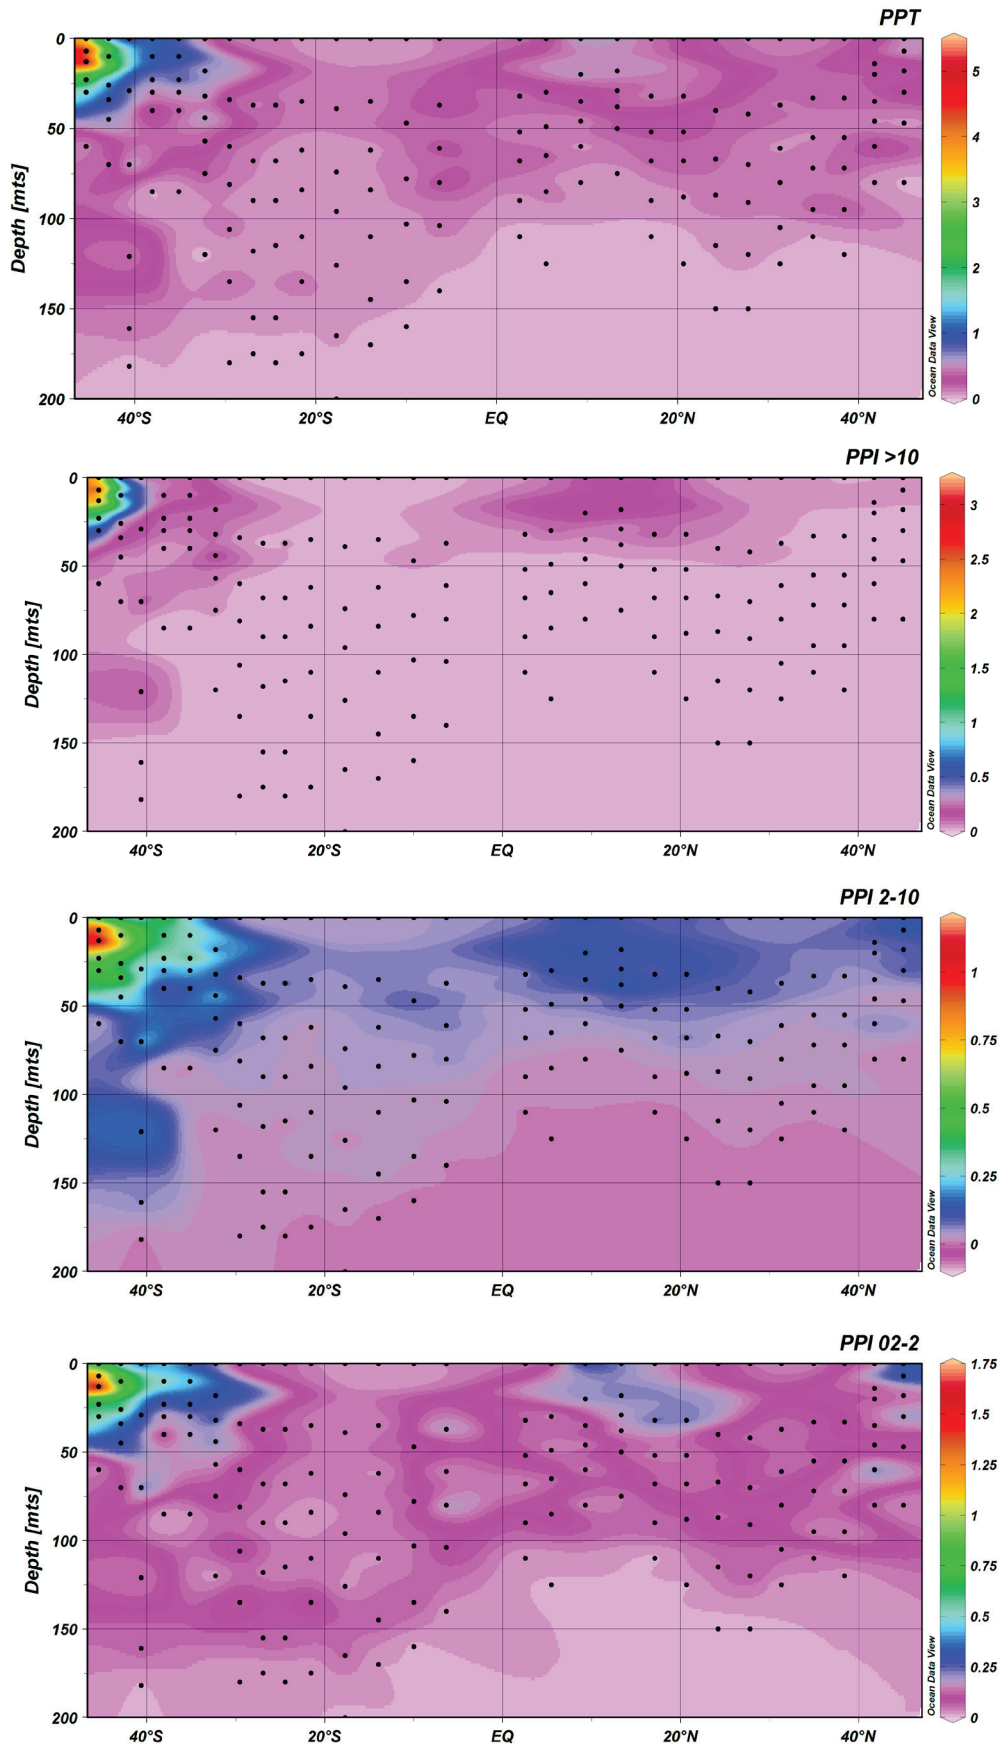 PPT
0
50
100
150
200
Depth [mts]
40°S
20°S
EQ
20°N
40°N
Ocean Data View
5
4
3
2
1
0
PPI >10
0
50
100
150
200
Depth [mts]
40°S
20°S
EQ
20°N
40°N
Ocean Data View
3
2.5
2
1.5
1
0.5
0
PPI 2-10
0
50
100
150
200
Depth [mts]
40°S
20°S
EQ
20°N
40°N
Ocean Data View
1
0.75
0.5
0.25
0
PPI 02-2
0
50
100
150
200
Depth [mts]
40°S
20°S
EQ
20°N
40°N
Ocean Data View
1.75
1.5
1.25
1
0.75
0.5
0.25
0